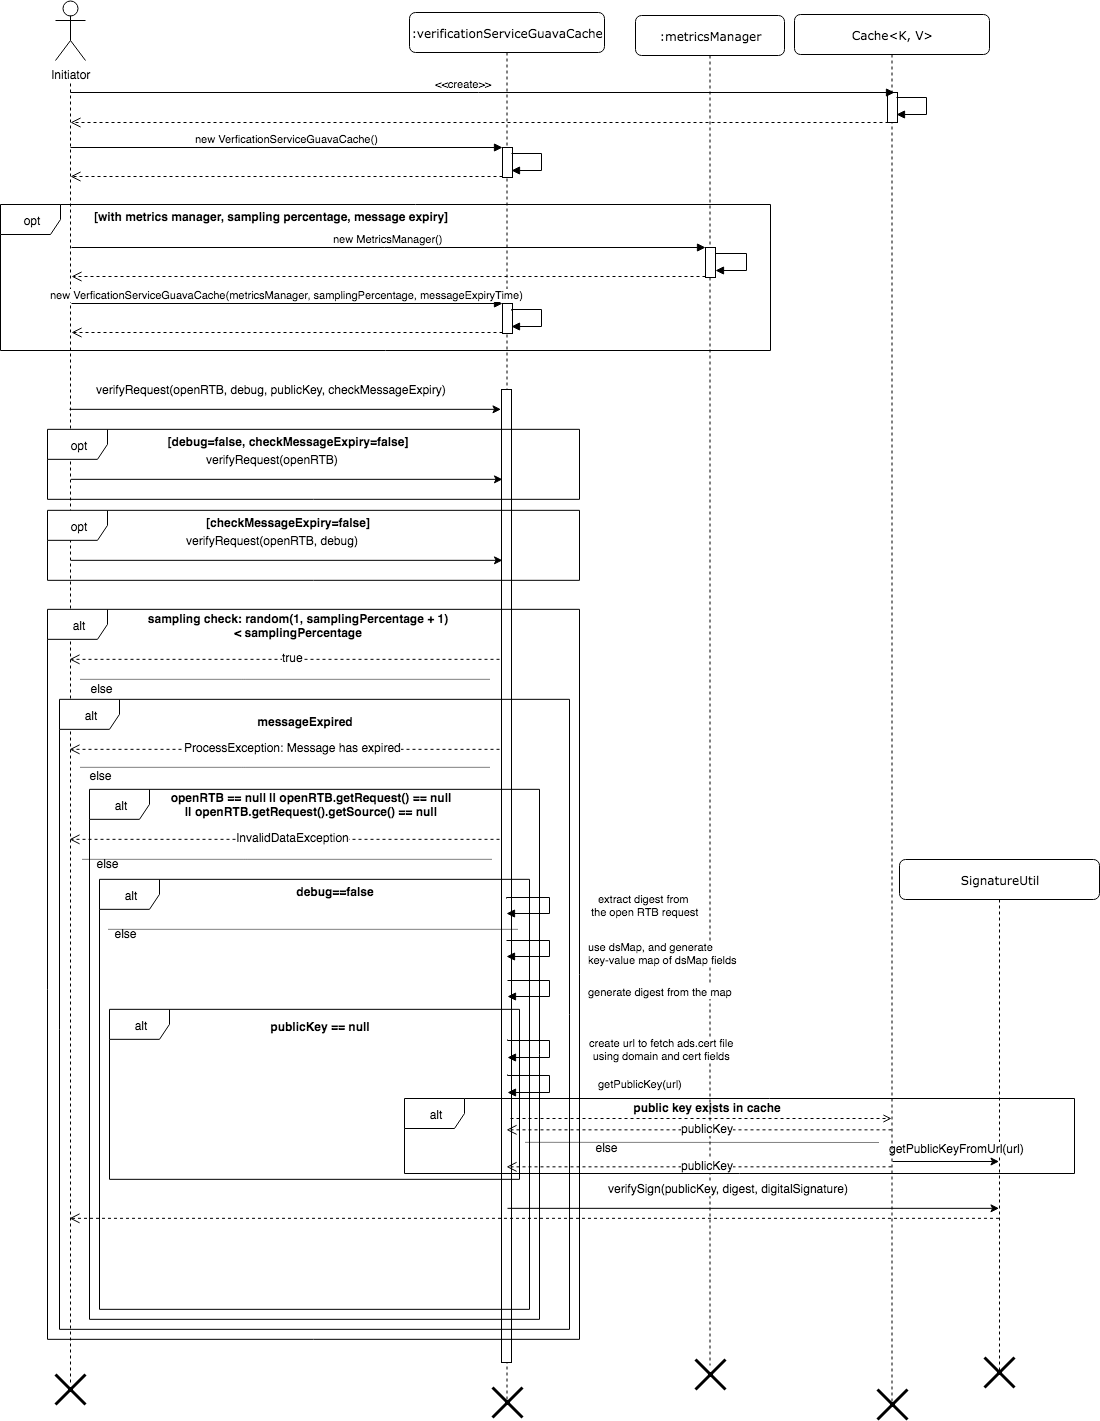 :verificationServiceGuavaCache
:metricsManager
Cache<K, V>
Initiator
<<create>>
new VerficationServiceGuavaCache()
opt
[with metrics manager, sampling percentage, message expiry]
new MetricsManager()
new VerficationServiceGuavaCache(metricsManager, samplingPercentage, messageExpiryTime)
verifyRequest(openRTB, debug, publicKey, checkMessageExpiry)
opt
[debug=false, checkMessageExpiry=false]
verifyRequest(openRTB)
opt
[checkMessageExpiry=false]
verifyRequest(openRTB, debug)
alt
sampling check: random(1, samplingPercentage + 1)
< samplingPercentage
true
else
alt
messageExpired
ProcessException: Message has expired
else
alt
openRTB == null || openRTB.getRequest() == null
|| openRTB.getRequest().getSource() == null
InvalidDataException
else
SignatureUtil
alt
debug==false
extract digest from
the open RTB request
else
use dsMap, and generate
key-value map of dsMap fields
generate digest from the map
alt
publicKey == null
create url to fetch ads.cert file
using domain and cert fields
getPublicKey(url)
alt
public key exists in cache
publicKey
else
getPublicKeyFromUrl(url)
publicKey
verifySign(publicKey, digest, digitalSignature)